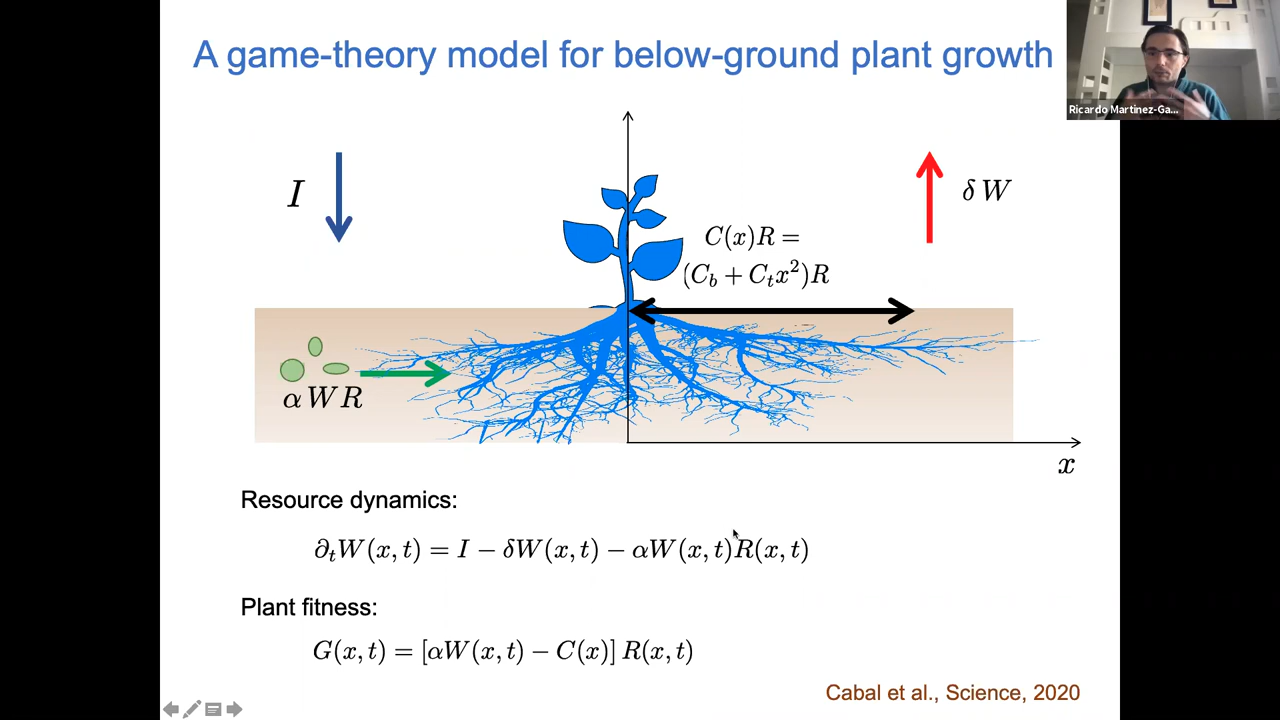 A game-theory model for below-ground plant growth
Ricardo Martinez-Ga...
I
δW
C(x)R =
(C_b + C_t x²)R
αWR
x
Resource dynamics:
∂_t W(x, t) = I − δW(x, t) − αW(x, t)R(x, t)
Plant fitness:
G(x, t) = [αW(x, t) − C(x)] R(x, t)
Cabal et al., Science, 2020